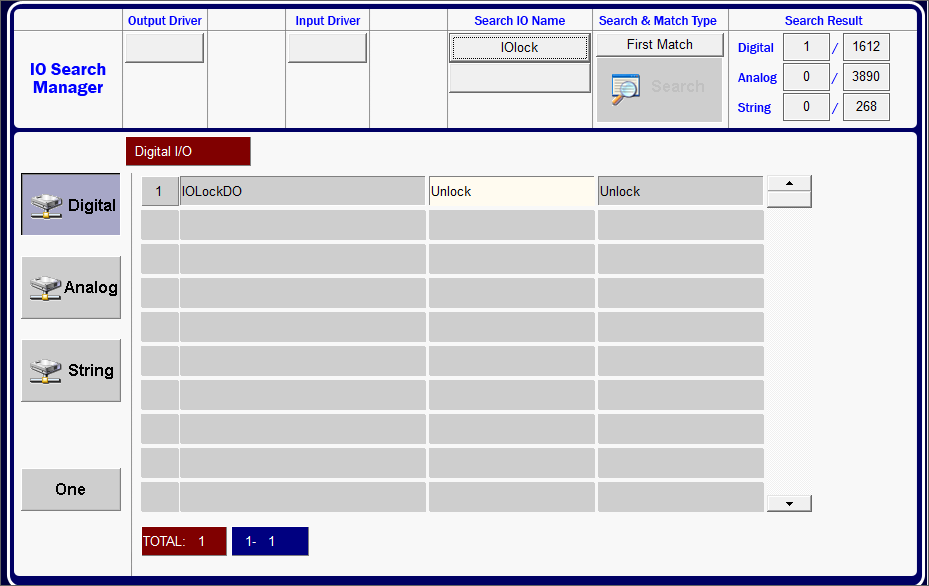 Output Driver
Input Driver
Search IO Name
Search & Match Type
Search Result
IO Search
Manager
IOlock
First Match
Search
Digital 1 / 1612
Analog 0 / 3890
String 0 / 268
Digital I/O
Digital
Analog
String
One
1 IOLockDO Unlock Unlock
TOTAL: 1
1- 1